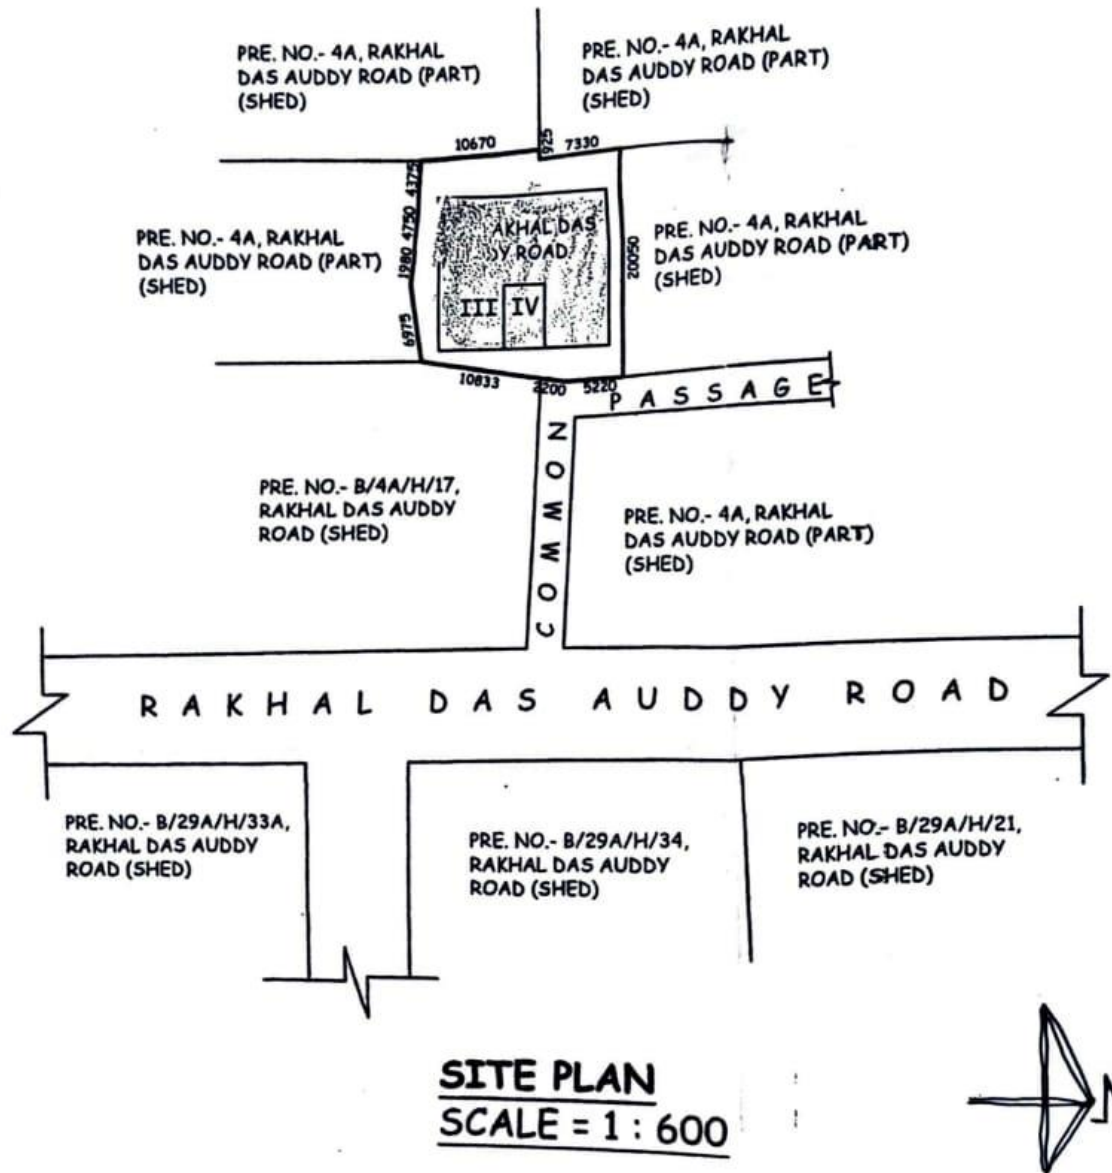 PRE. NO.- 4A, RAKHAL
DAS AUDDY ROAD (PART)
(SHED)
PRE. NO.- 4A, RAKHAL
DAS AUDDY ROAD (PART)
(SHED)
10670
925
7330
4375
4750
1980
6975
PRE. NO.- 4A, RAKHAL
DAS AUDDY ROAD (PART)
(SHED)
AKHAL DAS
DY ROAD
III IV
20050
PRE. NO.- 4A, RAKHAL
DAS AUDDY ROAD (PART)
(SHED)
10833
2200
5220
PASSAGE
COMMON
PRE. NO.- B/4A/H/17,
RAKHAL DAS AUDDY
ROAD (SHED)
PRE. NO.- 4A, RAKHAL
DAS AUDDY ROAD (PART)
(SHED)
RAKHAL DAS AUDDY ROAD
PRE. NO.- B/29A/H/33A,
RAKHAL DAS AUDDY
ROAD (SHED)
PRE. NO.- B/29A/H/34,
RAKHAL DAS AUDDY
ROAD (SHED)
PRE. NO.- B/29A/H/21,
RAKHAL DAS AUDDY
ROAD (SHED)
SITE PLAN
SCALE = 1 : 600